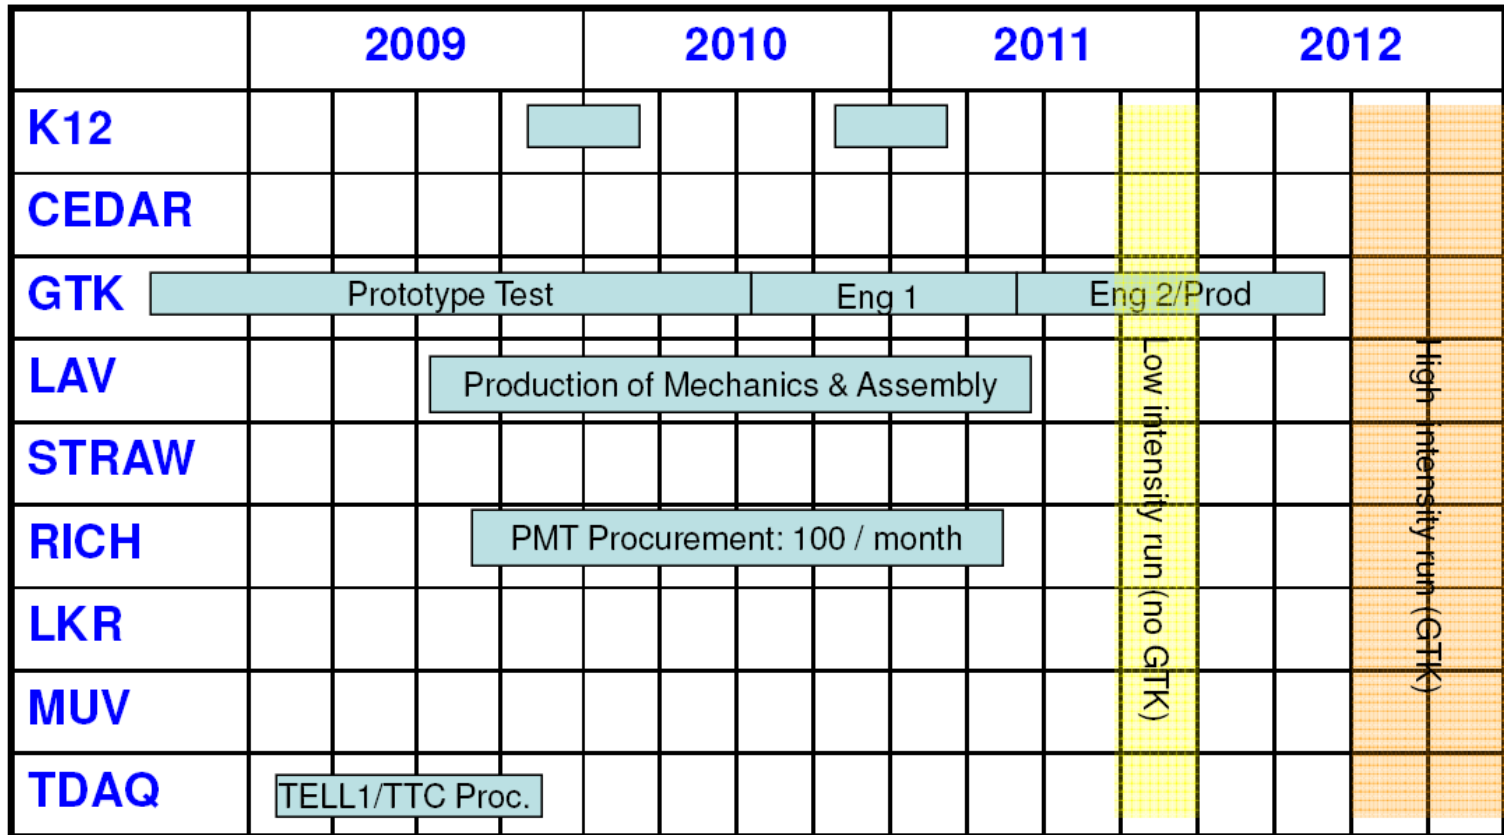 2009 2010 2011 2012
K12
CEDAR
GTK Prototype Test Eng 1 Eng 2/Prod
LAV Production of Mechanics & Assembly
STRAW
RICH PMT Procurement: 100 / month
LKR
MUV
TDAQ TELL1/TTC Proc.
Low intensity run (no GTK)
High intensity run (GTK)